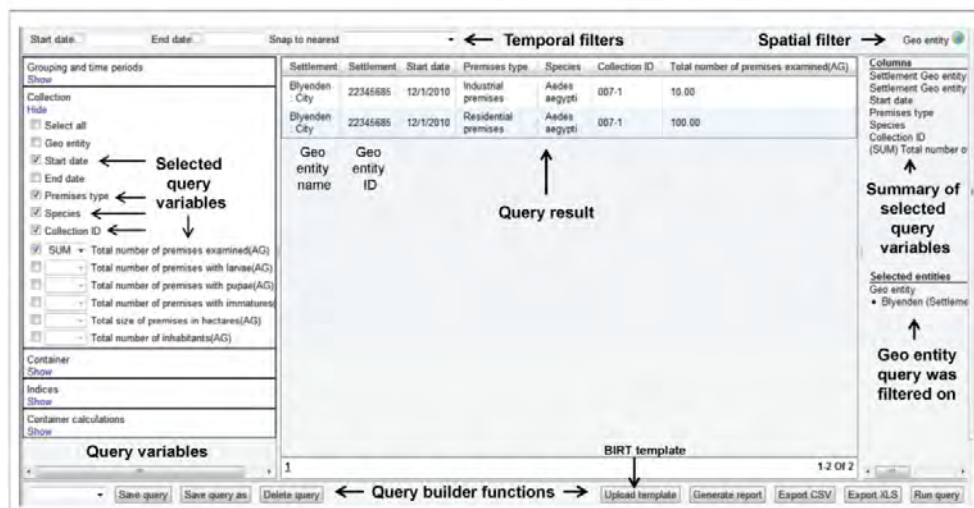 Start date End date Snap to nearest ← Temporal filters Spatial filter → Geo entity
Grouping and time periods
Show
Collection
Hide
Select all
Geo entity
Start date
End date
Premises type
Species
Collection ID
SUM Total number of premises examined(AG)
Total number of premises with larvae(AG)
Total number of premises with pupae(AG)
Total number of premises with immatures(
Total size of premises in hectares(AG)
Total number of inhabitants(AG)
Selected
query
variables
Container
Show
Indices
Show
Container calculations
Show
Query variables
Settlement Settlement Start date Premises type Species Collection ID Total number of premises examined(AG)
Blyenden City 22345685 12/1/2010 Industrial premises Aedes aegypti 007-1 10.00
Blyenden City 22345685 12/1/2010 Residential premises Aedes aegypti 007-1 100.00
Geo entity name
Geo entity ID
Query result
Columns
Settlement Geo entity
Settlement Geo entity
Start date
Premises type
Species
Collection ID
(SUM) Total number o
Summary of
selected
query
variables
Selected entities
Geo entity
• Blyenden (Settleme
Geo entity
query was
filtered on
BIRT template
1 1-2 Of 2
Save query Save query as Delete query ← Query builder functions → Upload template Generate report Export CSV Export XLS Run query